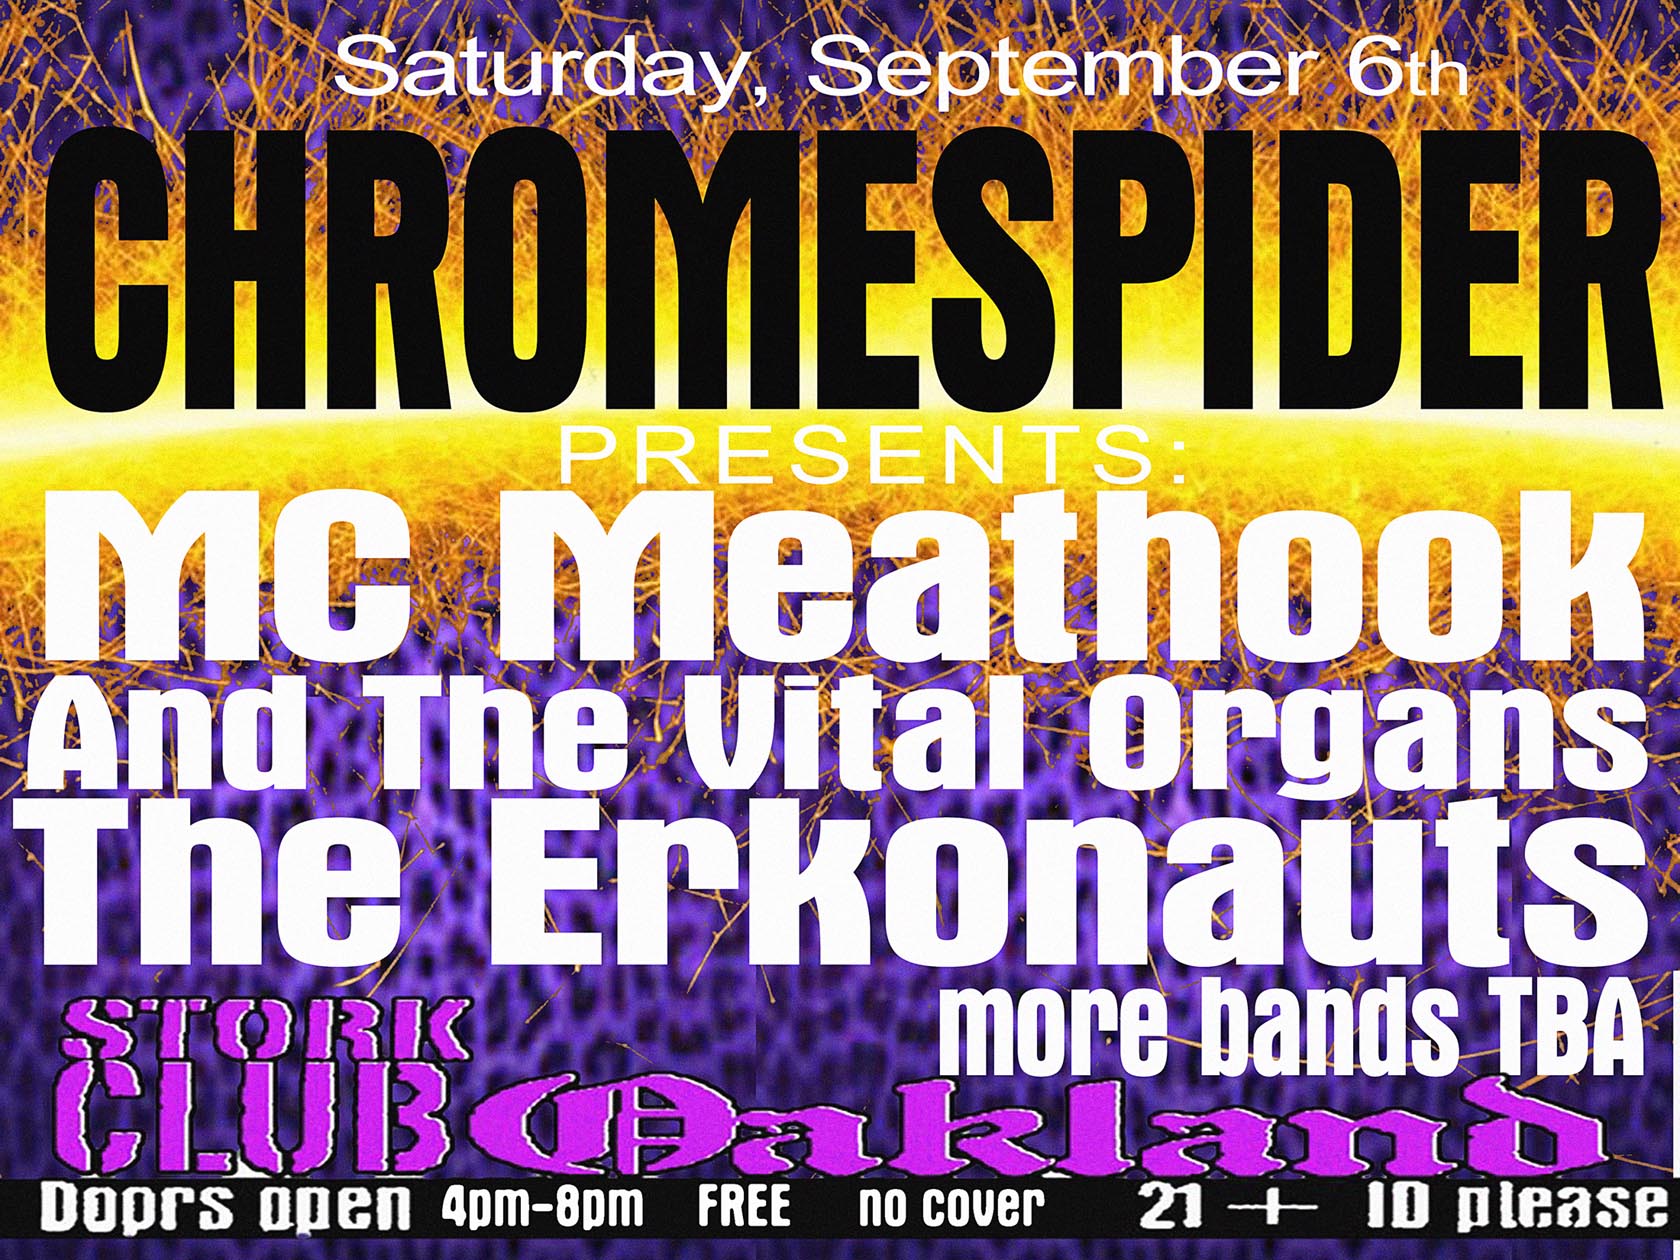 Saturday, September 6th
CHROMESPIDER
PRESENTS:
MC Meathook
And The Vital Organs
The Erkonauts
more bands TBA
STORK
CLUB Oakland
Doors open 4pm-8pm FREE no cover 21 + ID please